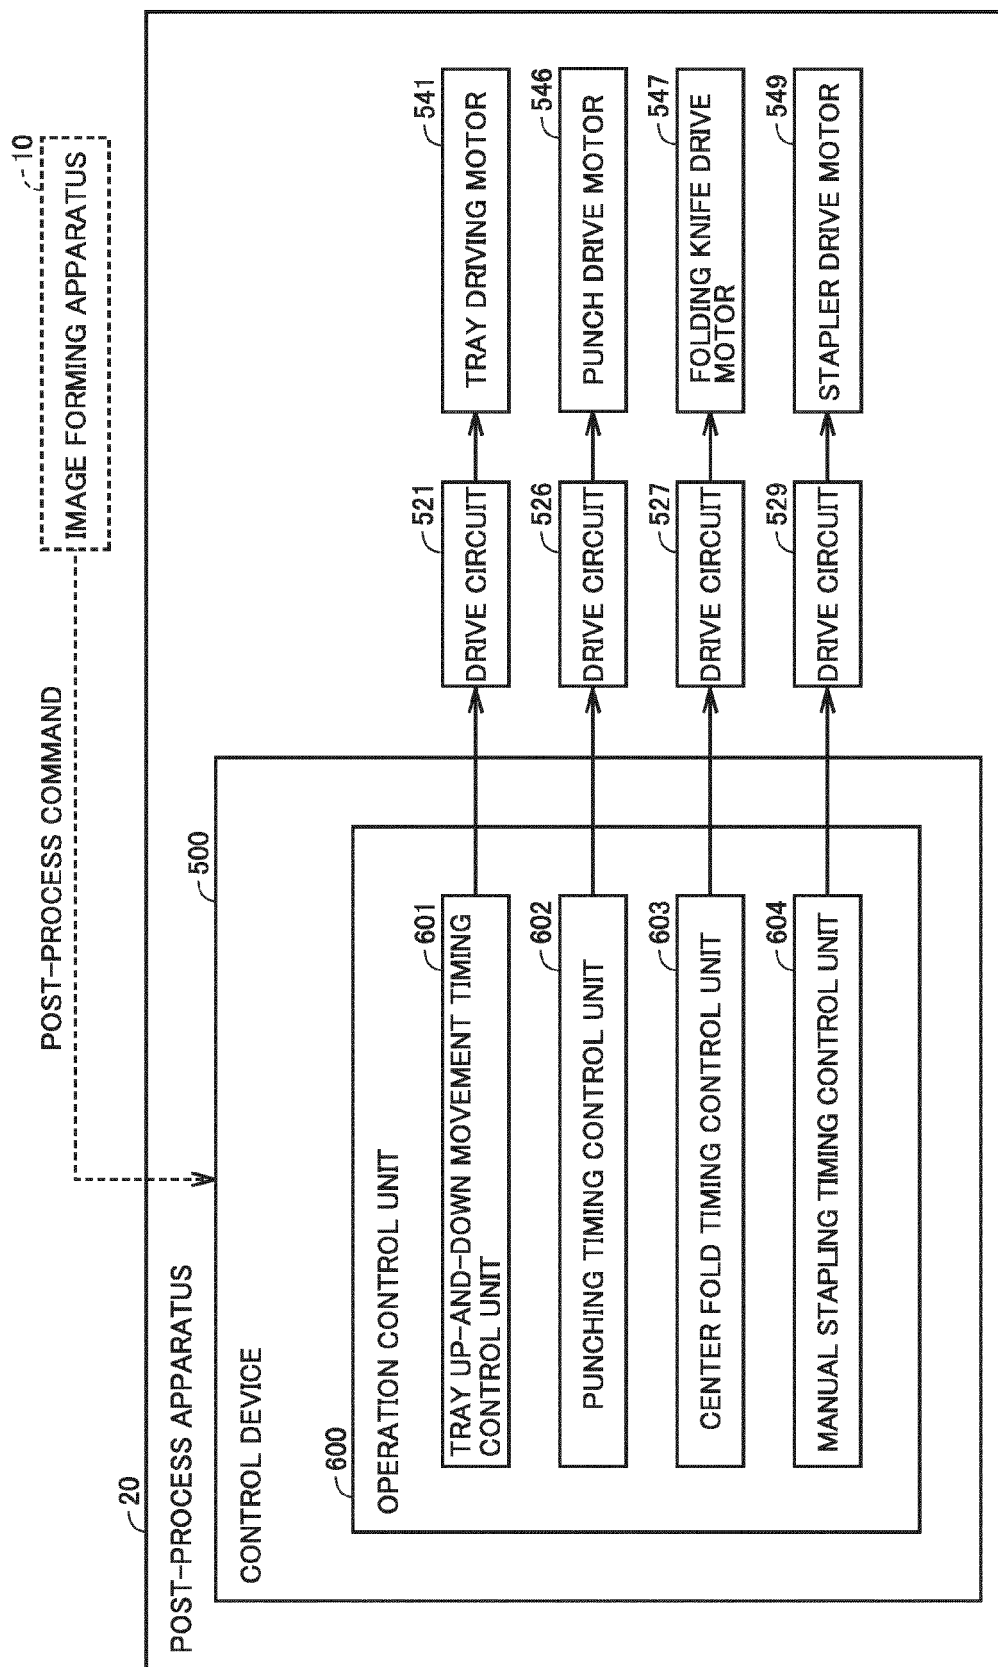 10
IMAGE FORMING APPARATUS
POST-PROCESS COMMAND
20
POST-PROCESS APPARATUS
500
CONTROL DEVICE
600
OPERATION CONTROL UNIT
601
TRAY UP-AND-DOWN MOVEMENT TIMING
CONTROL UNIT
521
DRIVE CIRCUIT
541
TRAY DRIVING MOTOR
602
PUNCHING TIMING CONTROL UNIT
526
DRIVE CIRCUIT
546
PUNCH DRIVE MOTOR
603
CENTER FOLD TIMING CONTROL UNIT
527
DRIVE CIRCUIT
547
FOLDING KNIFE DRIVE
MOTOR
604
MANUAL STAPLING TIMING CONTROL UNIT
529
DRIVE CIRCUIT
549
STAPLER DRIVE MOTOR